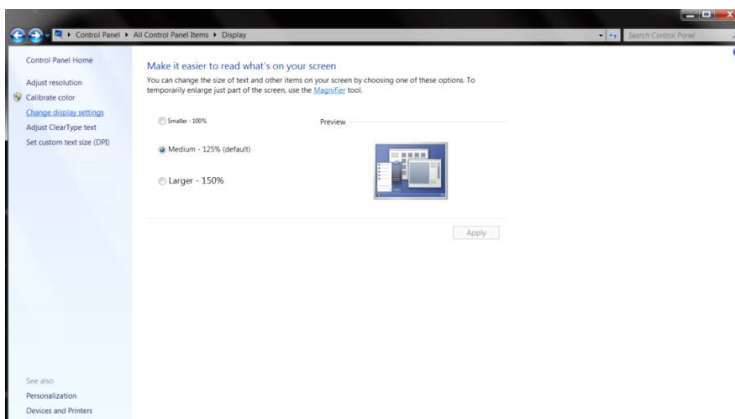 Control Panel ▸ All Control Panel Items ▸ Display
Search Control Panel
Control Panel Home
Adjust resolution
Calibrate color
Change display settings
Adjust ClearType text
Set custom text size (DPI)
See also
Personalization
Devices and Printers
Make it easier to read what's on your screen
You can change the size of text and other items on your screen by choosing one of these options. To
temporarily enlarge just part of the screen, use the Magnifier tool.
Smaller - 100%
Preview
Medium - 125% (default)
Larger - 150%
Apply